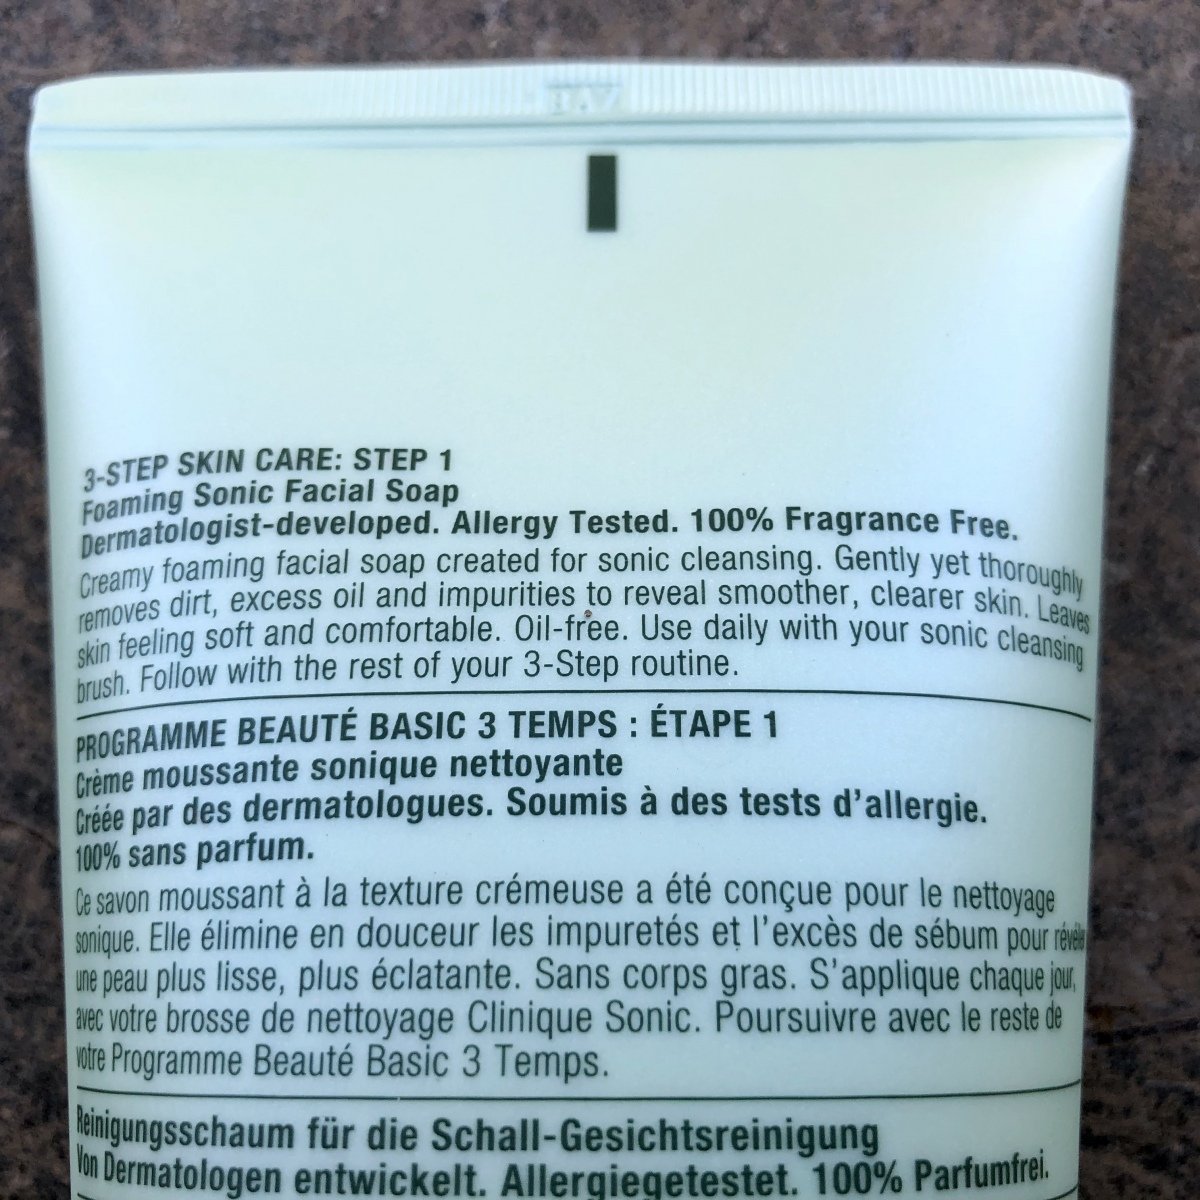 3-STEP SKIN CARE: STEP 1
Foaming Sonic Facial Soap
Dermatologist-developed. Allergy Tested. 100% Fragrance Free.
Creamy foaming facial soap created for sonic cleansing. Gently yet thoroughly
removes dirt, excess oil and impurities to reveal smoother, clearer skin. Leaves
skin feeling soft and comfortable. Oil-free. Use daily with your sonic cleansing
brush. Follow with the rest of your 3-Step routine.
PROGRAMME BEAUTÉ BASIC 3 TEMPS : ÉTAPE 1
Crème moussante sonique nettoyante
Créée par des dermatologues. Soumis à des tests d'allergie.
100% sans parfum.
Ce savon moussant à la texture crémeuse a été conçue pour le nettoyage
sonique. Elle élimine en douceur les impuretés et l'excès de sébum pour révéler
une peau plus lisse, plus éclatante. Sans corps gras. S'applique chaque jour,
avec votre brosse de nettoyage Clinique Sonic. Poursuivre avec le reste de
votre Programme Beauté Basic 3 Temps.
Reinigungsschaum für die Schall-Gesichtsreinigung
Von Dermatologen entwickelt. Allergiegetestet. 100% Parfumfrei.